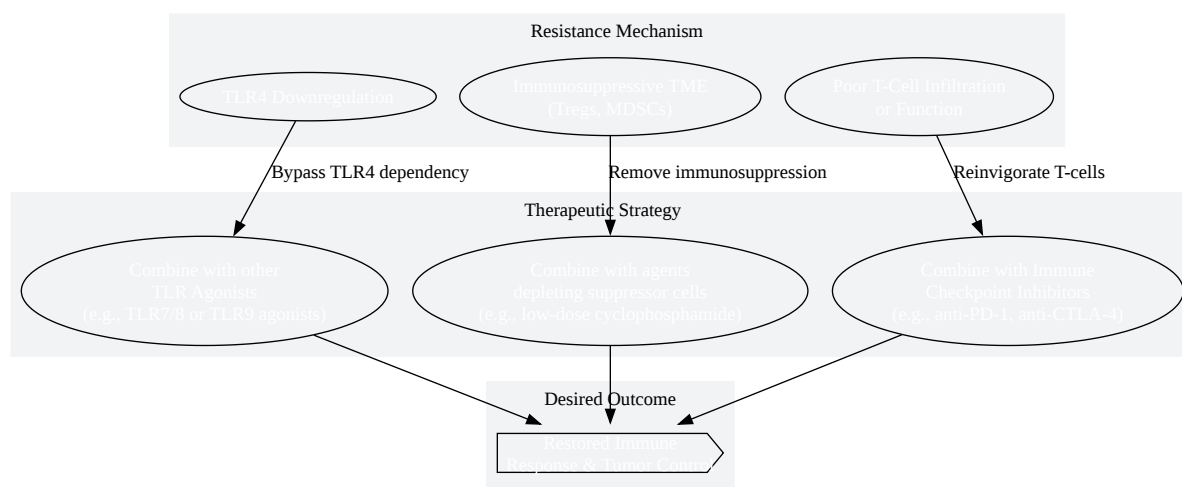 Resistance Mechanism
TLR4 Downregulation
Immunosuppressive TME
(Tregs, MDSCs)
Poor T-Cell Infiltration
or Function
Bypass TLR4 dependency
Remove immunosuppression
Reinvigorate T-cells
Therapeutic Strategy
Combine with other
TLR Agonists
(e.g., TLR7/8 or TLR9 agonists)
Combine with agents
depleting suppressor cells
(e.g., low-dose cyclophosphamide)
Combine with Immune
Checkpoint Inhibitors
(e.g., anti-PD-1, anti-CTLA-4)
Desired Outcome
Restored Immune
Response & Tumor Control